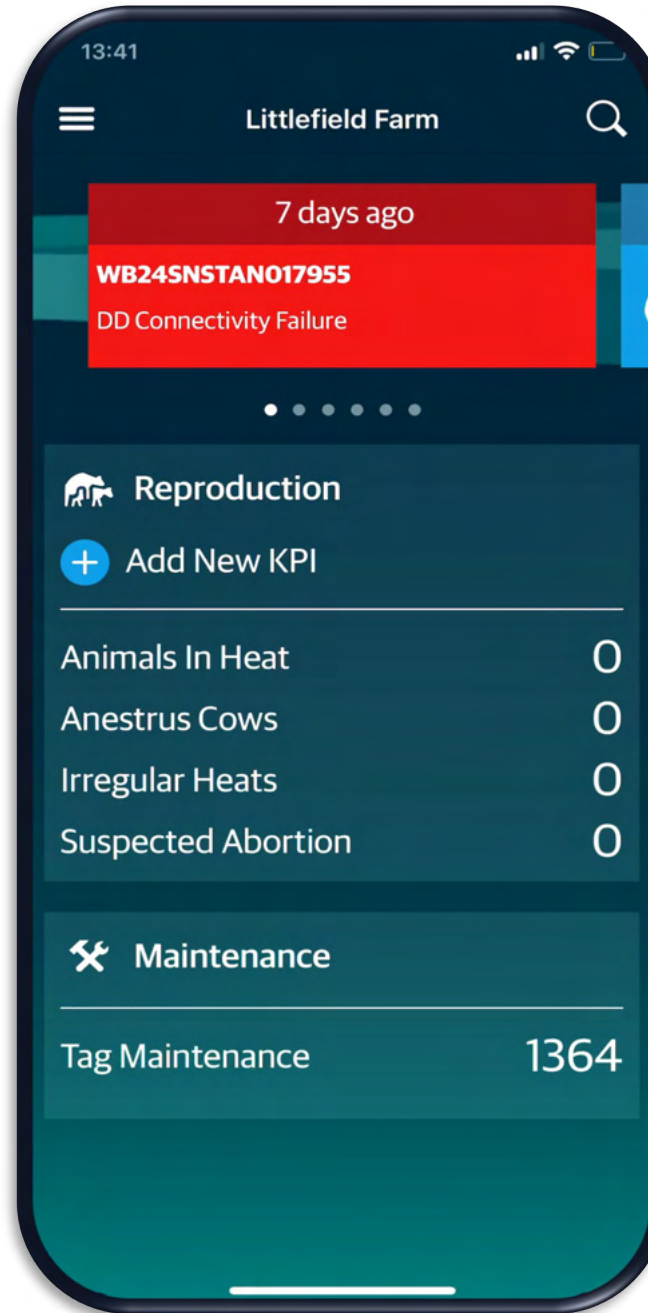 13:41
Littlefield Farm
7 days ago
WB24SNSTAN017955
DD Connectivity Failure
Reproduction
Add New KPI
Animals In Heat 0
Anestrus Cows 0
Irregular Heats 0
Suspected Abortion 0
Maintenance
Tag Maintenance 1364